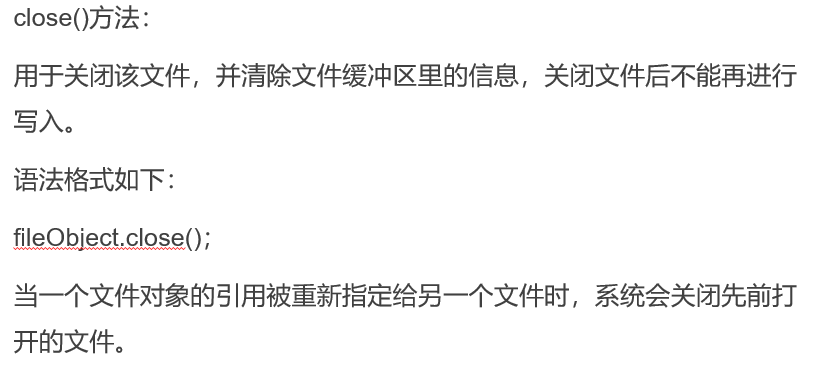 close()方法：
用于关闭该文件，并清除文件缓冲区里的信息，关闭文件后不能再进行
写入。
语法格式如下：
fileObject.close()；
当一个文件对象的引用被重新指定给另一个文件时，系统会关闭先前打
开的文件。